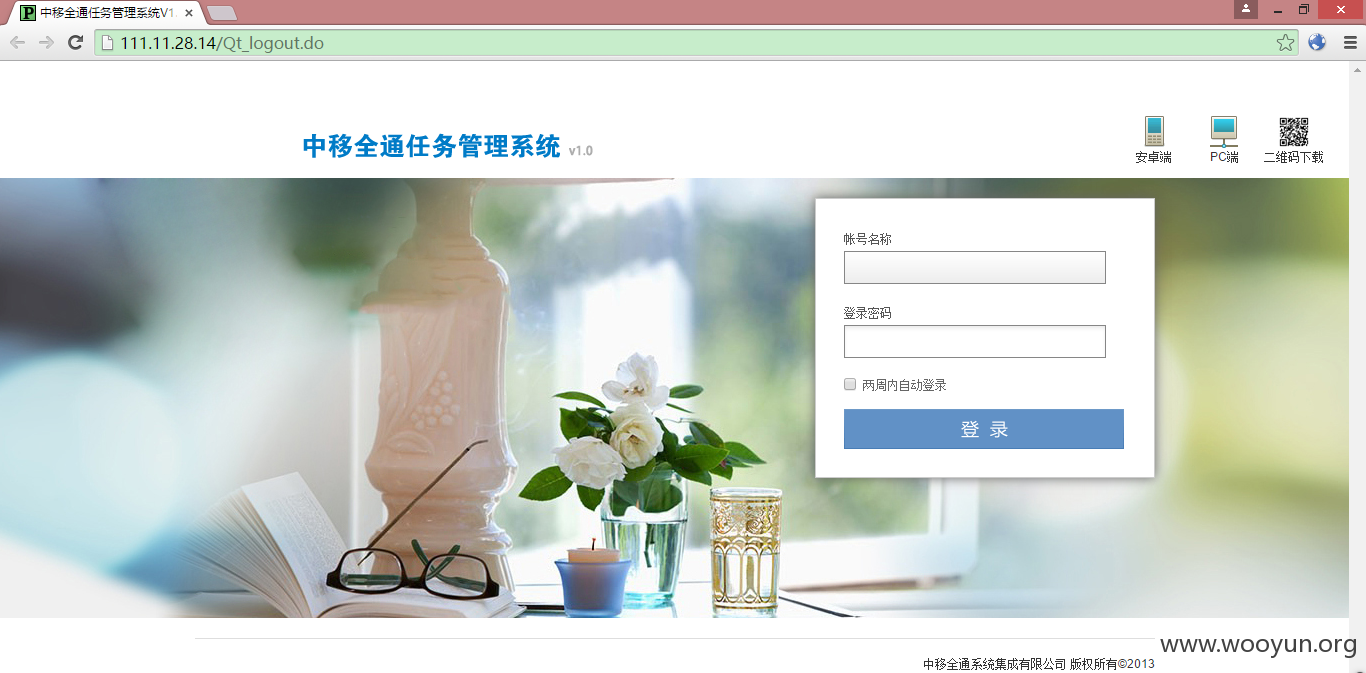 中移全通任务管理系统V1.
111.11.28.14/Qt_logout.do
中移全通任务管理系统 v1.0
安卓端
PC端
二维码下载
帐号名称
登录密码
两周内自动登录
登 录
www.wooyun.org
中移全通系统集成有限公司 版权所有©2013